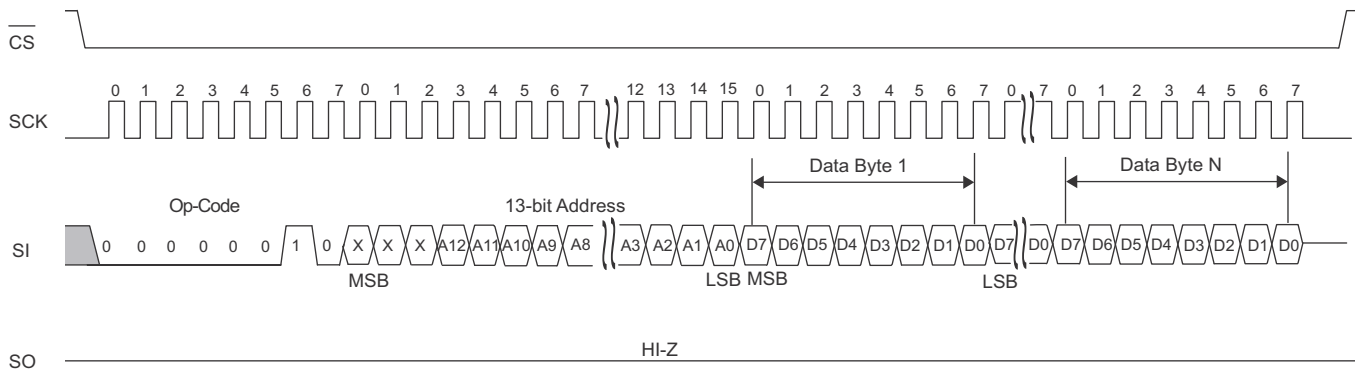 CS
0 1 2 3 4 5 6 7 0 1 2 3 4 5 6 7 12 13 14 15 0 1 2 3 4 5 6 7 0 7 0 1 2 3 4 5 6 7
SCK
Data Byte 1 Data Byte N
Op-Code 13-bit Address
SI 0 0 0 0 0 0 1 0 X X X A12 A11 A10 A9 A8 A3 A2 A1 A0 D7 D6 D5 D4 D3 D2 D1 D0 D7 D0 D7 D6 D5 D4 D3 D2 D1 D0
MSB LSB MSB LSB
HI-Z
SO